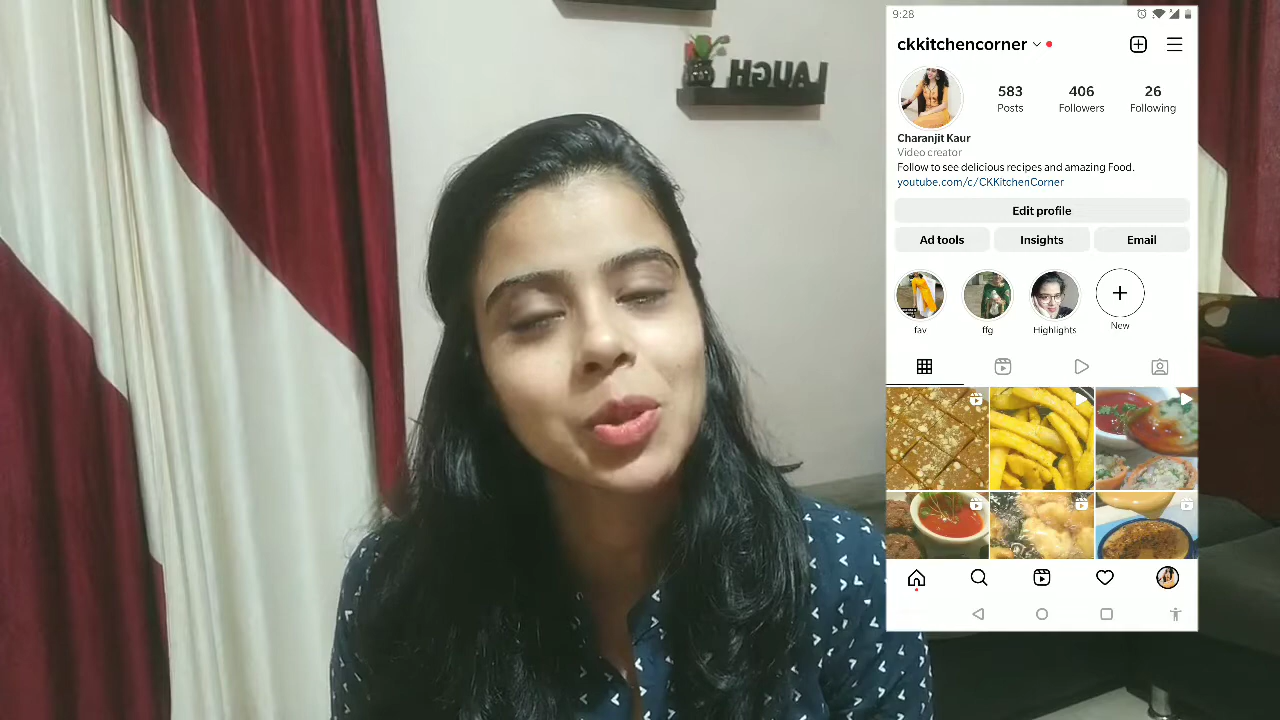 LAUGH
9:28
ckkitchencorner
583 406 26
Posts Followers Following
Charanjit Kaur
Video creator
Follow to see delicious recipes and amazing Food.
youtube.com/c/CKKitchenCorner
Edit profile
Ad tools Insights Email
fav ffg Highlights New